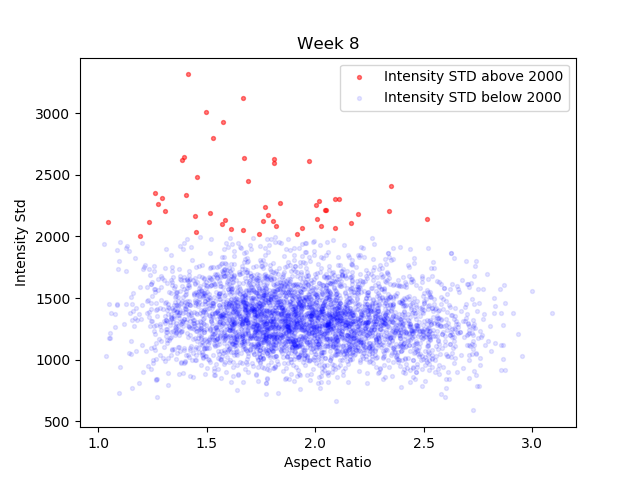 Week 8
Intensity STD above 2000
Intensity STD below 2000
3000
2500
2000
1500
1000
500
Intensity Std
1.0 1.5 2.0 2.5 3.0
Aspect Ratio